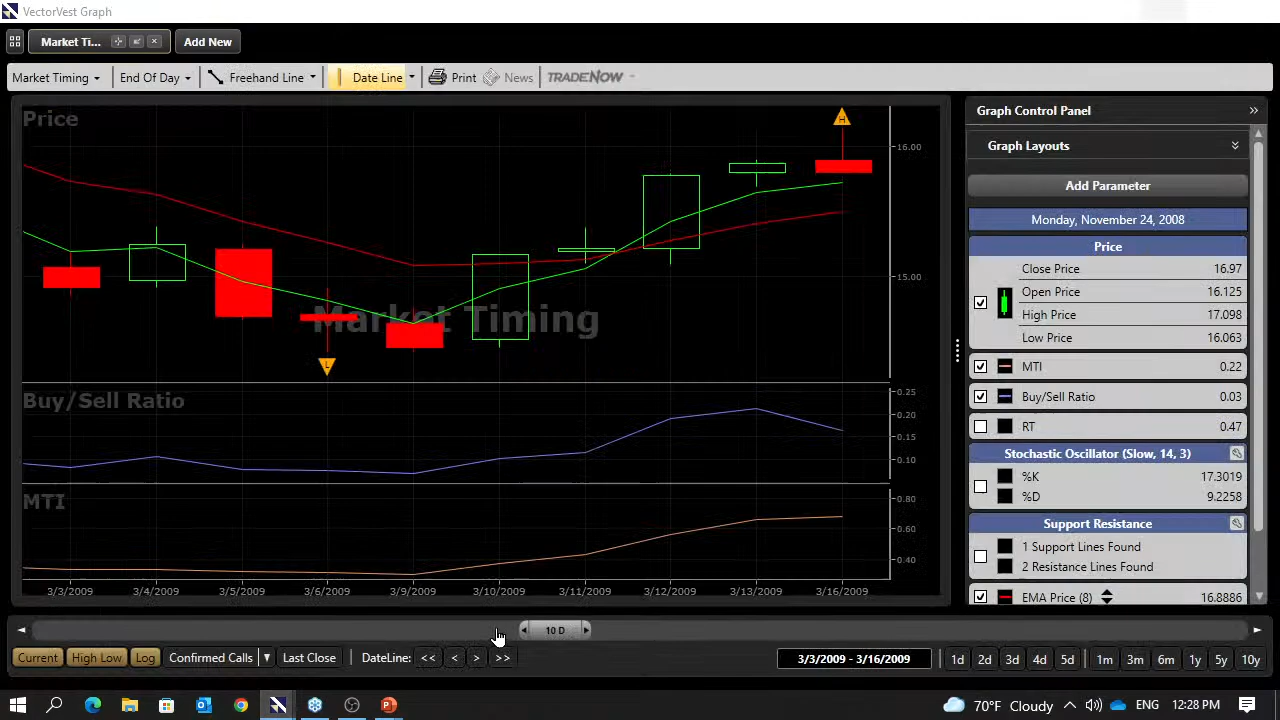 VectorVest Graph
Market Ti...
Add New
Market Timing
End Of Day
Freehand Line
Date Line
Print
News
TRADENOW
Price
H
16.00
15.00
Market Timing
L
Buy/Sell Ratio
0.25
0.20
0.15
0.10
MTI
0.80
0.60
0.40
3/3/2009 3/4/2009 3/5/2009 3/6/2009 3/9/2009 3/10/2009 3/11/2009 3/12/2009 3/13/2009 3/16/2009
Graph Control Panel
Graph Layouts
Add Parameter
Monday, November 24, 2008
Price
Close Price 16.97
Open Price 16.125
High Price 17.098
Low Price 16.063
MTI 0.22
Buy/Sell Ratio 0.03
RT 0.47
Stochastic Oscillator (Slow, 14, 3)
%K 17.3019
%D 9.2258
Support Resistance
1 Support Lines Found
2 Resistance Lines Found
EMA Price (8) 16.8886
10 D
Current High Low Log Confirmed Calls Last Close DateLine: << < > >> 3/3/2009 - 3/16/2009 1d 2d 3d 4d 5d 1m 3m 6m 1y 5y 10y
70°F Cloudy ENG 12:28 PM